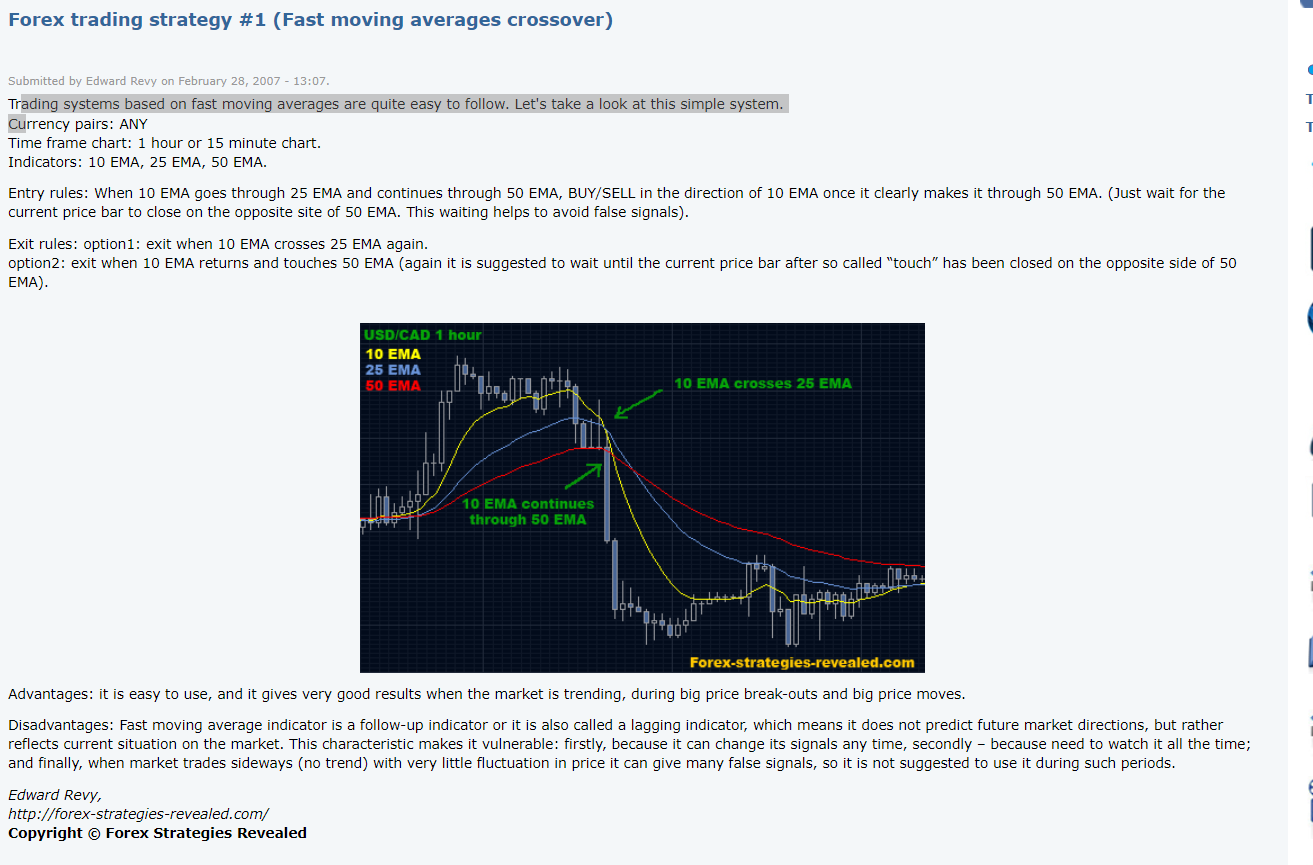 Forex trading strategy #1 (Fast moving averages crossover)
Submitted by Edward Revy on February 28, 2007 - 13:07.
Trading systems based on fast moving averages are quite easy to follow. Let's take a look at this simple system.
Currency pairs: ANY
Time frame chart: 1 hour or 15 minute chart.
Indicators: 10 EMA, 25 EMA, 50 EMA.
Entry rules: When 10 EMA goes through 25 EMA and continues through 50 EMA, BUY/SELL in the direction of 10 EMA once it clearly makes it through 50 EMA. (Just wait for the
current price bar to close on the opposite site of 50 EMA. This waiting helps to avoid false signals).
Exit rules: option1: exit when 10 EMA crosses 25 EMA again.
option2: exit when 10 EMA returns and touches 50 EMA (again it is suggested to wait until the current price bar after so called “touch” has been closed on the opposite side of 50
EMA).
USD/CAD 1 hour
10 EMA
25 EMA
50 EMA
10 EMA crosses 25 EMA
10 EMA continues
through 50 EMA
Forex-strategies-revealed.com
Advantages: it is easy to use, and it gives very good results when the market is trending, during big price break-outs and big price moves.
Disadvantages: Fast moving average indicator is a follow-up indicator or it is also called a lagging indicator, which means it does not predict future market directions, but rather
reflects current situation on the market. This characteristic makes it vulnerable: firstly, because it can change its signals any time, secondly – because need to watch it all the time;
and finally, when market trades sideways (no trend) with very little fluctuation in price it can give many false signals, so it is not suggested to use it during such periods.
Edward Revy,
http://forex-strategies-revealed.com/
Copyright © Forex Strategies Revealed